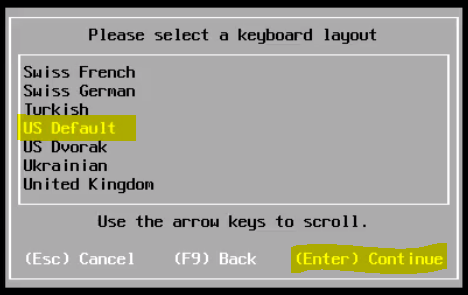 Please select a keyboard layout
Swiss French
Swiss German
Turkish
US Default
US Dvorak
Ukrainian
United Kingdom
Use the arrow keys to scroll.
(Esc) Cancel (F9) Back (Enter) Continue